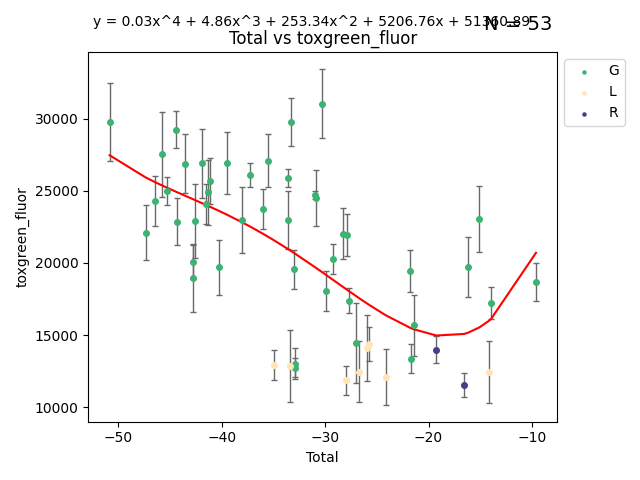 y = 0.03x^4 + 4.86x^3 + 253.34x^2 + 5206.76x + 51360.89
N = 53
Total vs toxgreen_fluor
30000
25000
20000
15000
10000
toxgreen_fluor
−50
−40
−30
−20
−10
Total
G
L
R